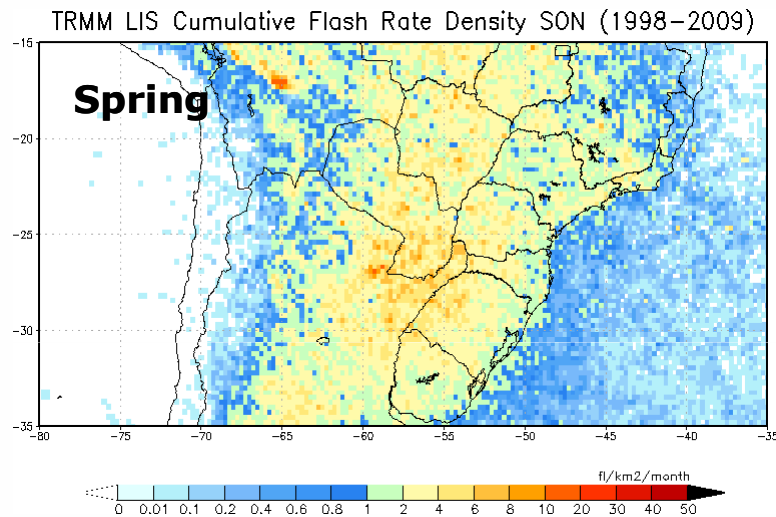 TRMM LIS Cumulative Flash Rate Density SON (1998−2009)
Spring
−15
−20
−25
−30
−35
−80 −75 −70 −65 −60 −55 −50 −45 −40 −35
fl/km2/month
0 0.01 0.1 0.2 0.4 0.6 0.8 1 2 4 6 8 10 20 30 40 50